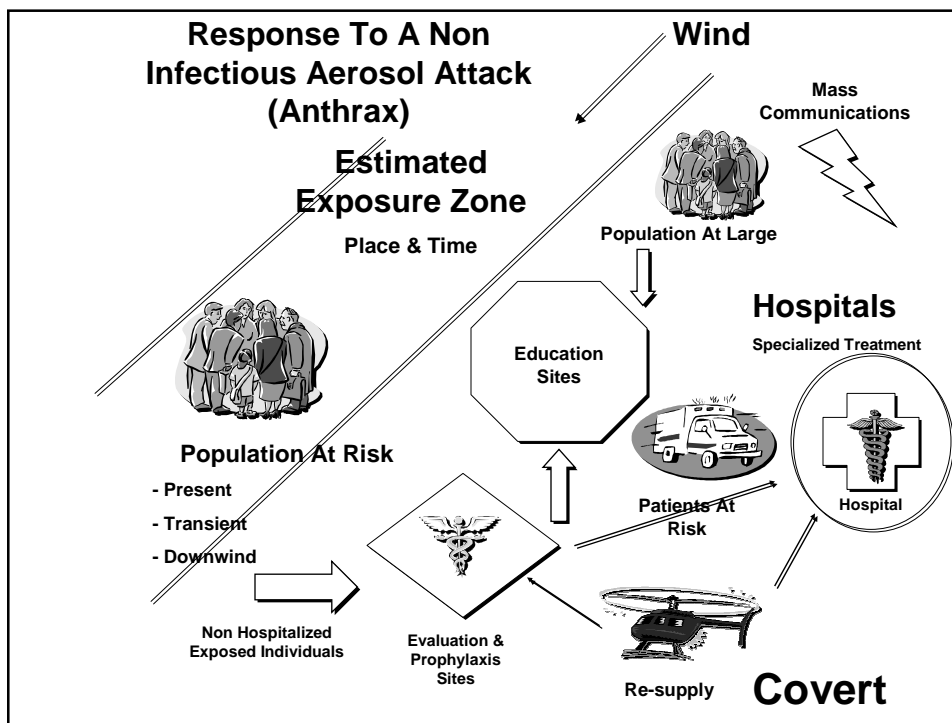 Response To A Non
Infectious Aerosol Attack
(Anthrax)
Wind
Mass
Communications
Estimated
Exposure Zone
Place & Time
Population At Large
Hospitals
Specialized Treatment
Education
Sites
Population At Risk
- Present
- Transient
- Downwind
Patients At
Risk
Hospital
Non Hospitalized
Exposed Individuals
Evaluation &
Prophylaxis
Sites
Re-supply
Covert